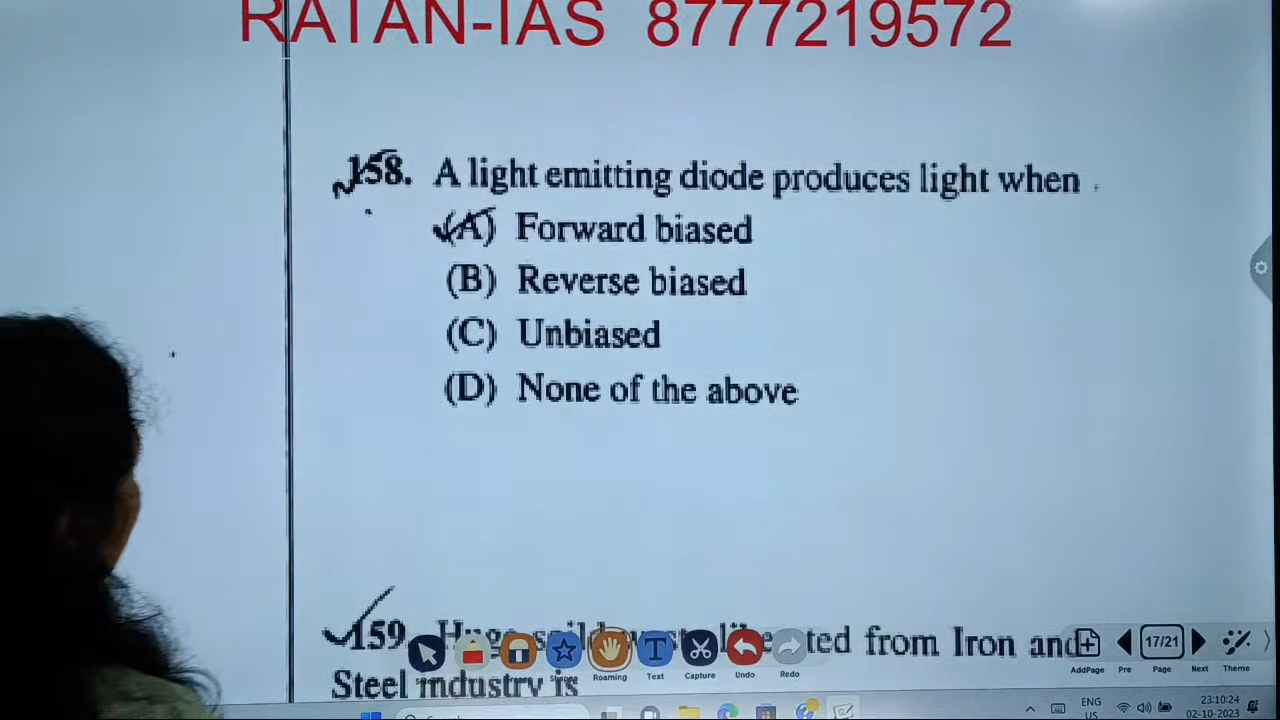 RATAN-IAS 8777219572
158. A light emitting diode produces light when
(A) Forward biased
(B) Reverse biased
(C) Unbiased
(D) None of the above
159. Huge ted from Iron and
Steel industry is
Roaming Text Capture Undo Redo
17/21
AddPage Pre Page Next Theme
ENG
US
23:10:24
02-10-2023